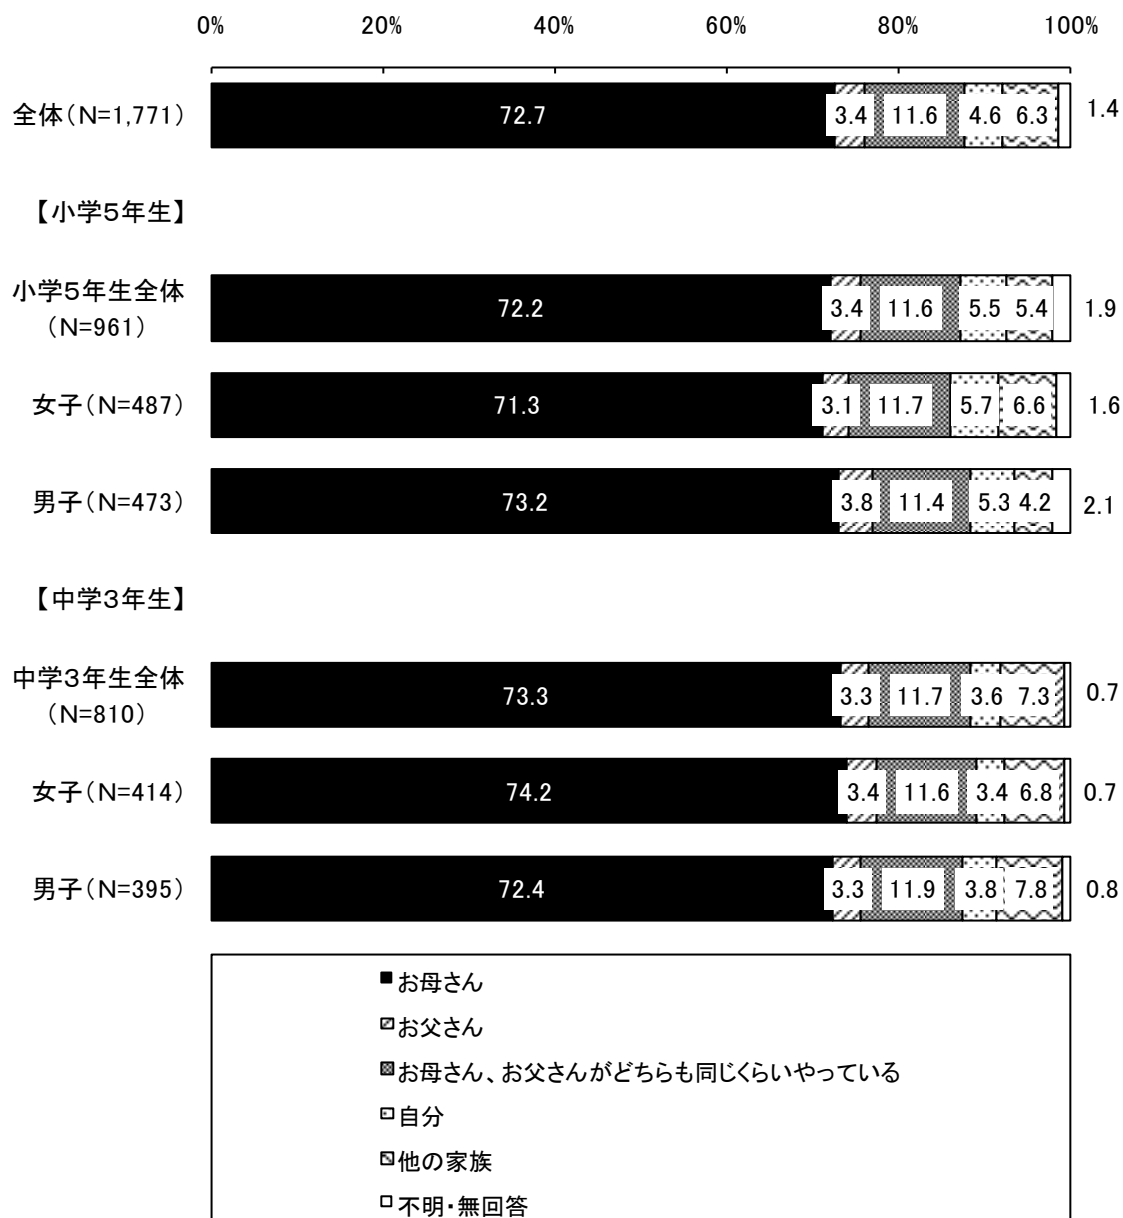 0% 20% 40% 60% 80% 100%
全体(N=1,771) 72.7 3.4 11.6 4.6 6.3 1.4
【小学5年生】
小学5年生全体
(N=961) 72.2 3.4 11.6 5.5 5.4 1.9
女子(N=487) 71.3 3.1 11.7 5.7 6.6 1.6
男子(N=473) 73.2 3.8 11.4 5.3 4.2 2.1
【中学3年生】
中学3年生全体
(N=810) 73.3 3.3 11.7 3.6 7.3 0.7
女子(N=414) 74.2 3.4 11.6 3.4 6.8 0.7
男子(N=395) 72.4 3.3 11.9 3.8 7.8 0.8
お母さん
お父さん
お母さん、お父さんがどちらも同じくらいやっている
自分
他の家族
不明・無回答